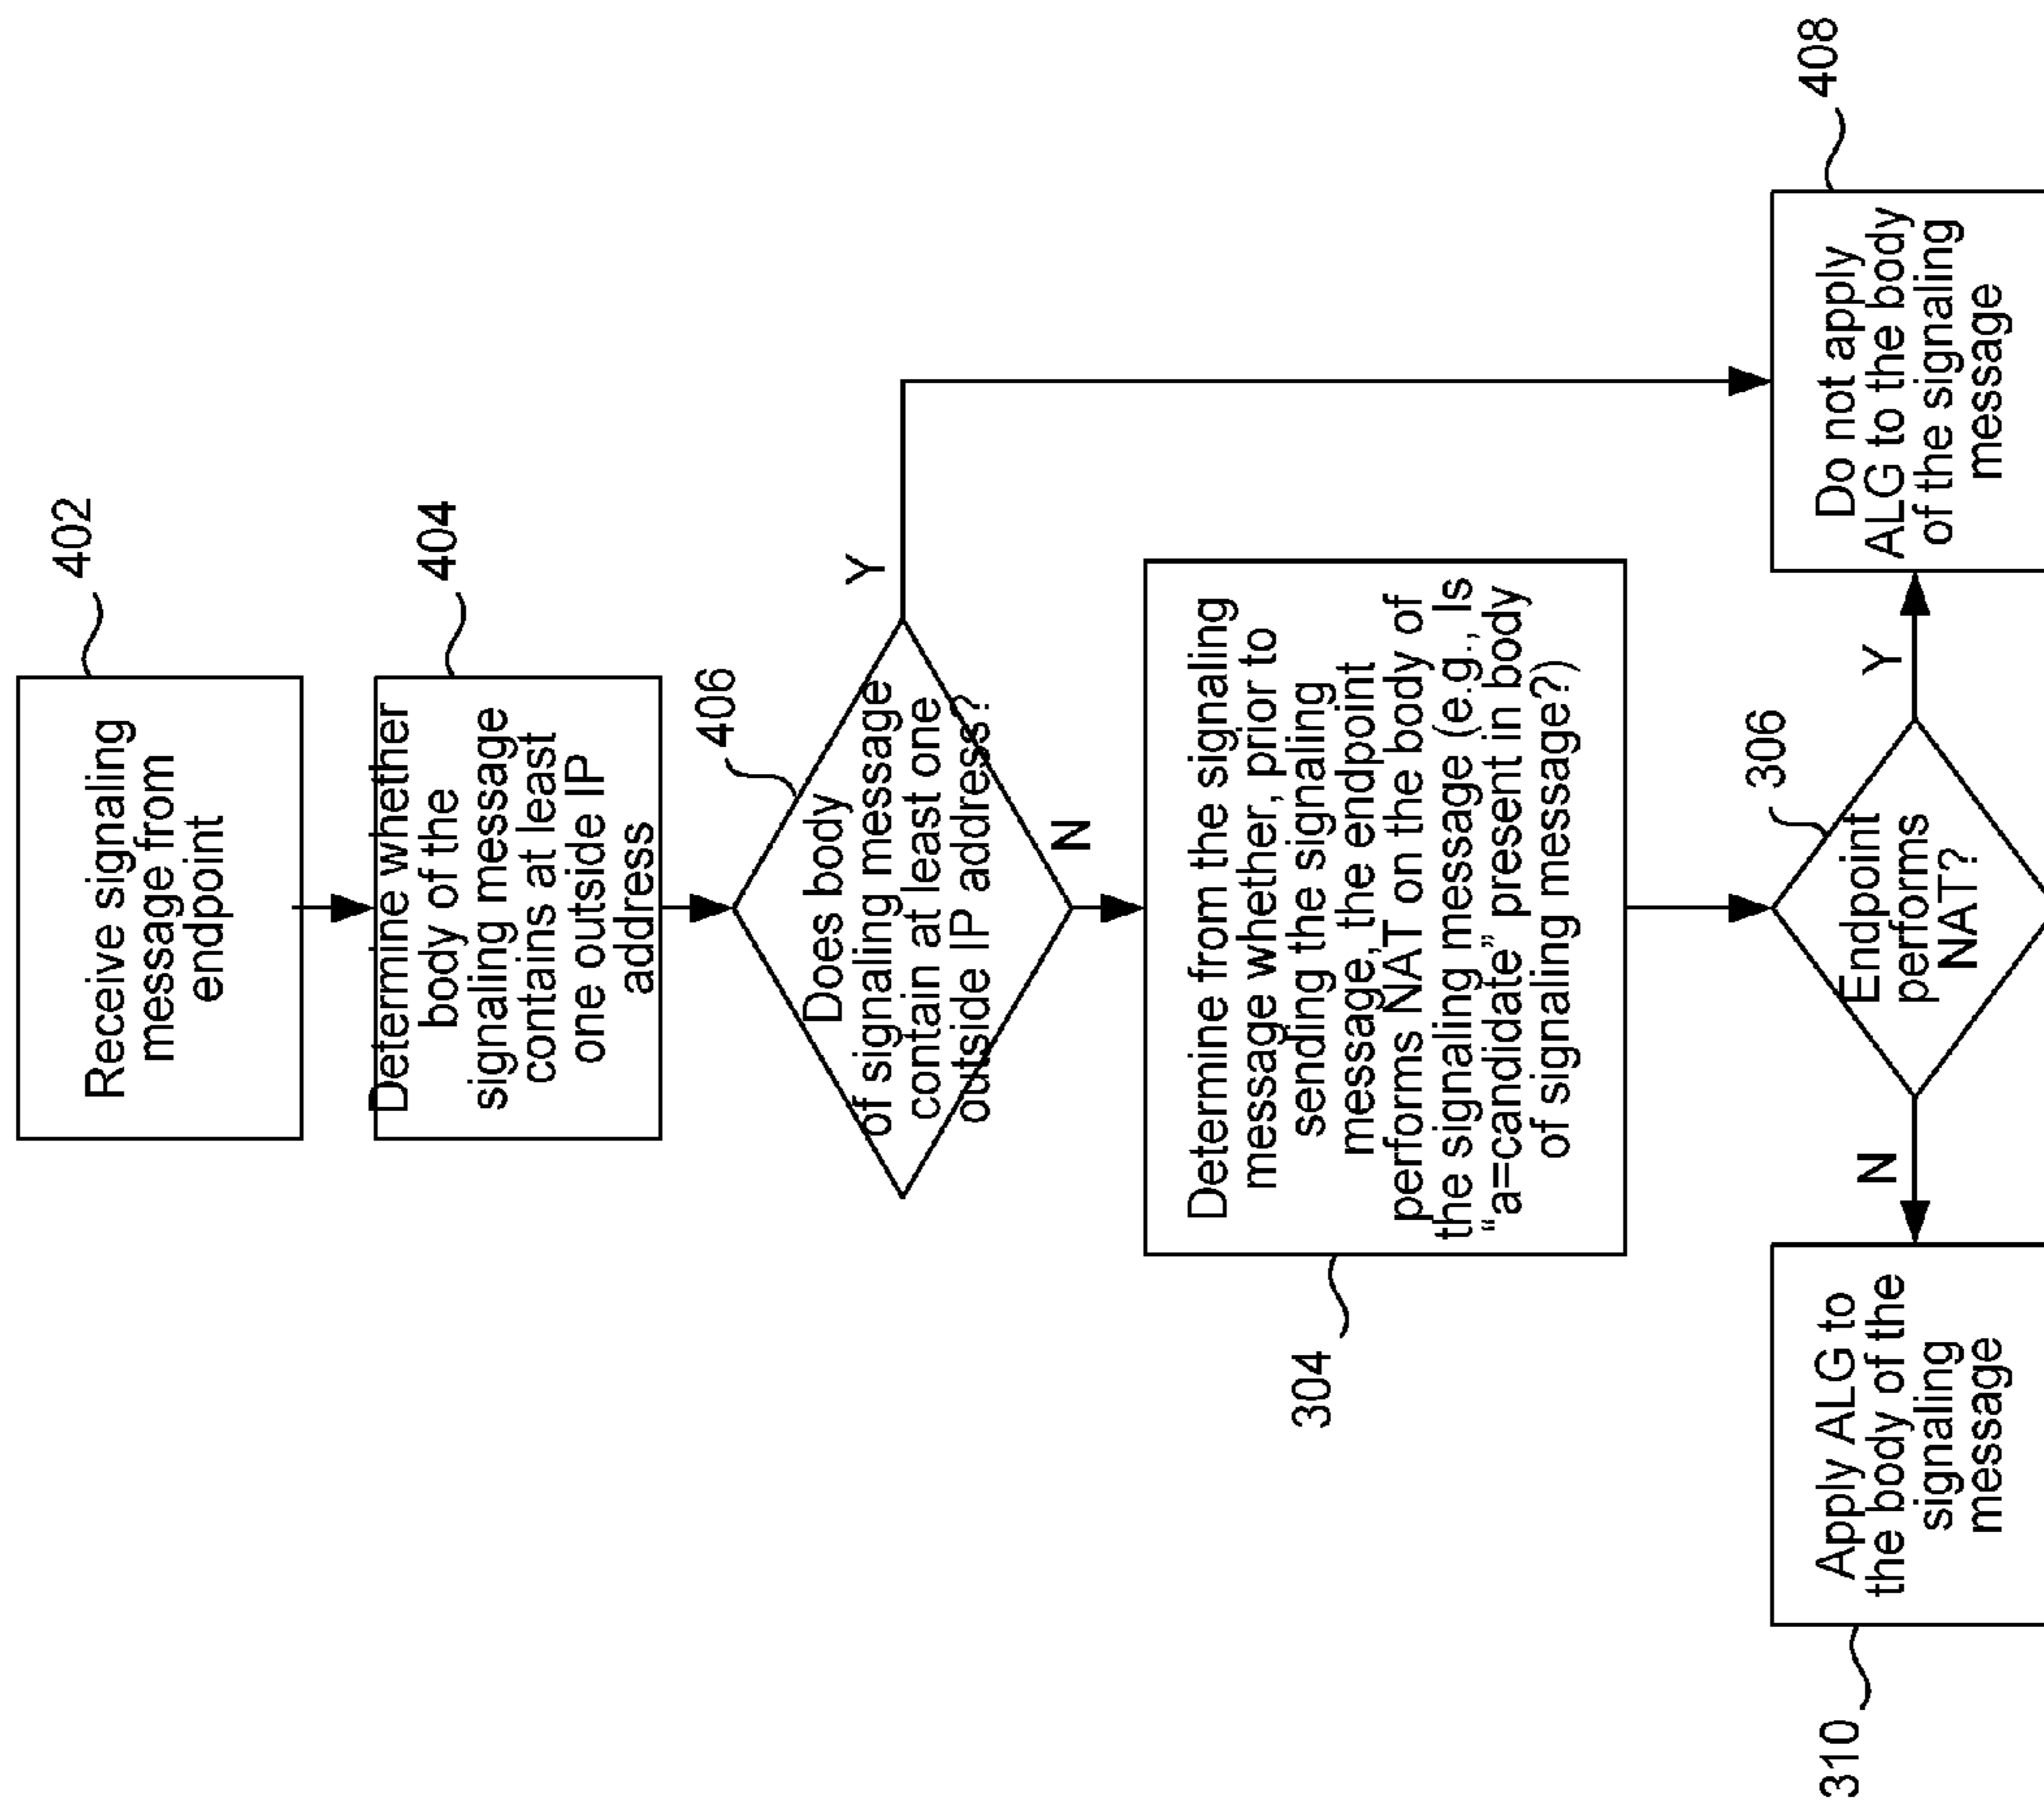 402
Receive signaling
message from
endpoint
404
Determine whether
body of the
signaling message
contains at least
one outside IP
address
406
Does body
of signaling message
contain at least one
outside IP address?
Y
N
304
Determine from the signaling
message whether, prior to
sending the signaling
message, the endpoint
performs NAT on the body of
the signaling message (e.g., Is
“a=candidate” present in body
of signaling message?)
306
Endpoint
performs
NAT?
N
Y
310
Apply ALG to
the body of the
signaling
message
408
Do not apply
ALG to the body
of the signaling
message